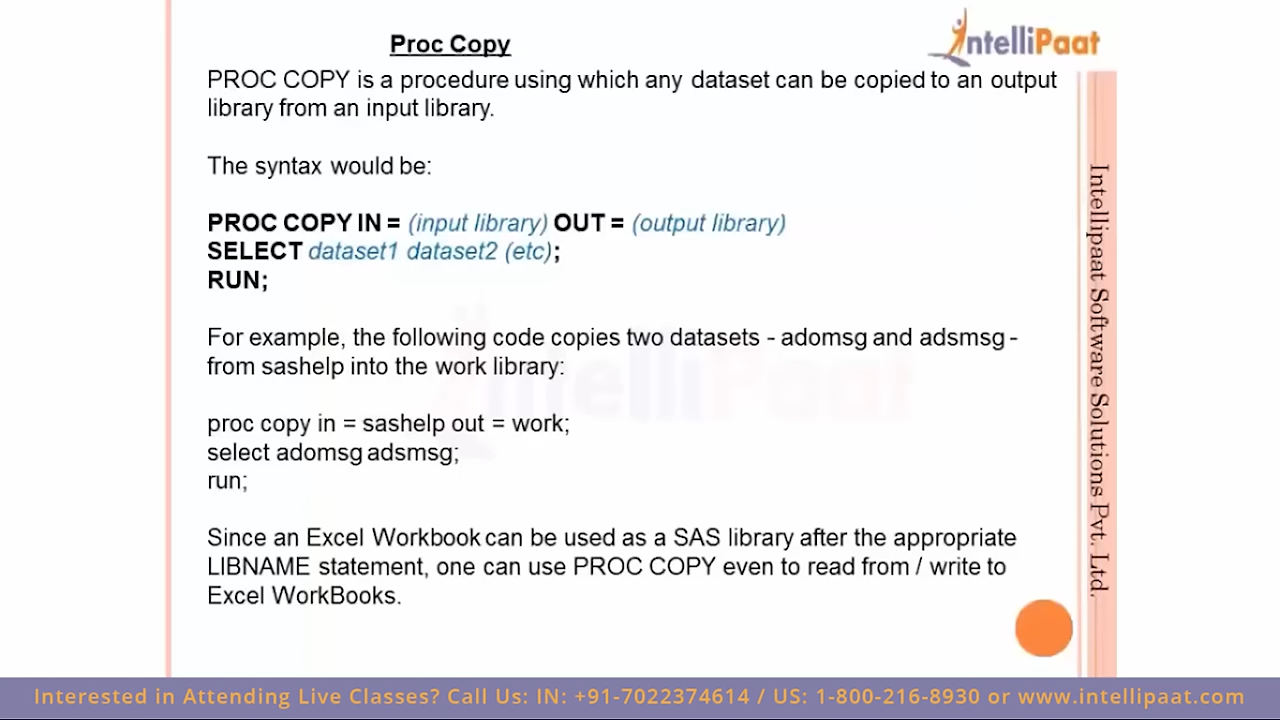 Proc Copy
IntelliPaat
PROC COPY is a procedure using which any dataset can be copied to an output
library from an input library.
The syntax would be:
PROC COPY IN = (input library) OUT = (output library)
SELECT dataset1 dataset2 (etc);
RUN;
For example, the following code copies two datasets - adomsg and adsmsg -
from sashelp into the work library:
proc copy in = sashelp out = work;
select adomsg adsmsg;
run;
Since an Excel Workbook can be used as a SAS library after the appropriate
LIBNAME statement, one can use PROC COPY even to read from / write to
Excel WorkBooks.
Intellipaat Software Solutions Pvt. Ltd.
IntelliPaat
Interested in Attending Live Classes? Call Us: IN: +91-7022374614 / US: 1-800-216-8930 or www.intellipaat.com